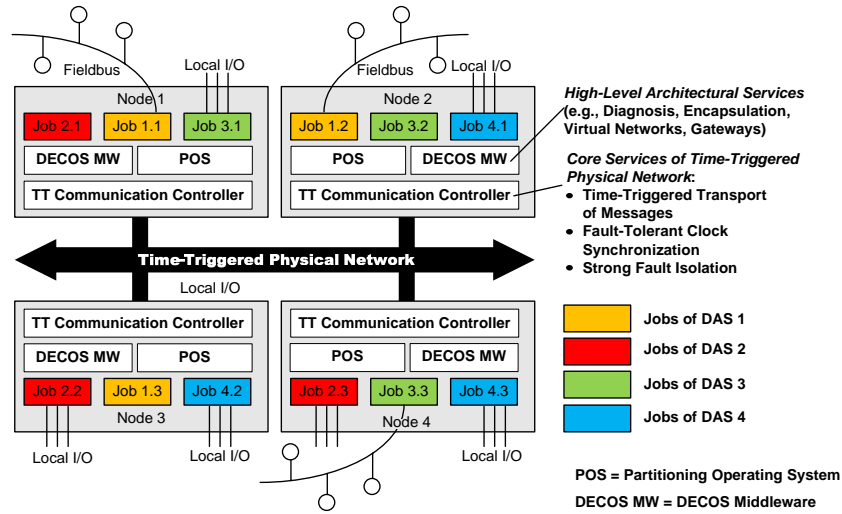 Fieldbus
Local I/O
Node 1
Job 2.1
Job 1.1
Job 3.1
DECOS MW
POS
TT Communication Controller
Fieldbus
Local I/O
Node 2
Job 1.2
Job 3.2
Job 4.1
POS
DECOS MW
TT Communication Controller
High-Level Architectural Services
(e.g., Diagnosis, Encapsulation,
Virtual Networks, Gateways)
Core Services of Time-Triggered
Physical Network:
• Time-Triggered Transport
of Messages
• Fault-Tolerant Clock
Synchronization
• Strong Fault Isolation
Time-Triggered Physical Network
Local I/O
TT Communication Controller
DECOS MW
POS
Job 2.2
Job 1.3
Job 4.2
Node 3
Local I/O
Local I/O
TT Communication Controller
POS
DECOS MW
Job 2.3
Job 3.3
Job 4.3
Node 4
Local I/O
Jobs of DAS 1
Jobs of DAS 2
Jobs of DAS 3
Jobs of DAS 4
POS = Partitioning Operating System
DECOS MW = DECOS Middleware